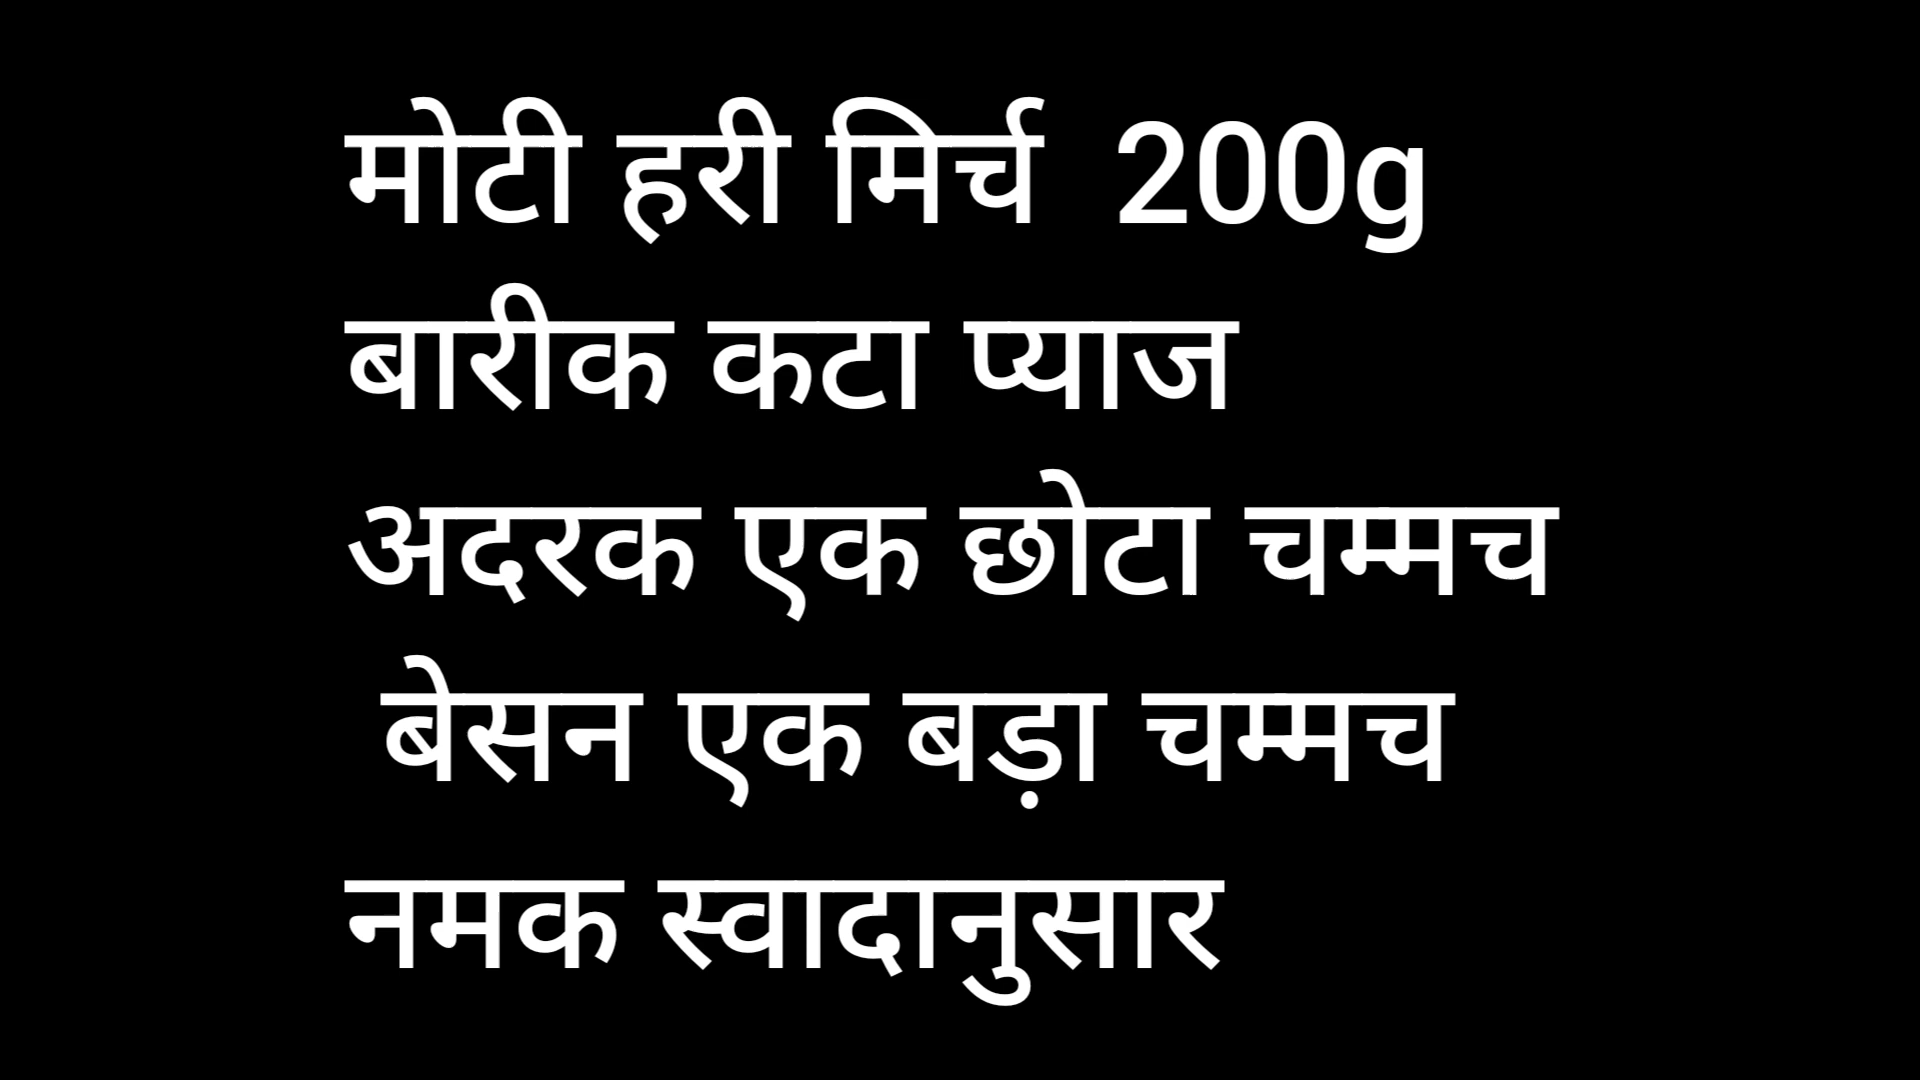 मोटी हरी मिर्च  200g
बारीक कटा प्याज
अदरक एक छोटा चम्मच
बेसन एक बड़ा चम्मच
नमक स्वादानुसार